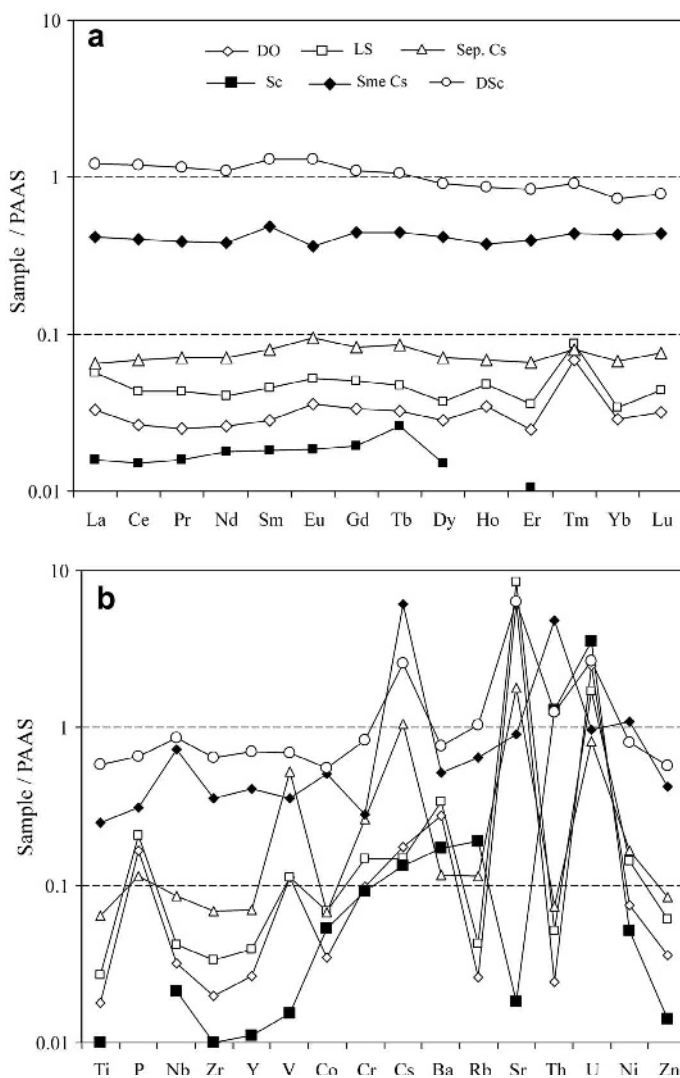 a
DO LS Sep. Cs
Sc Sme Cs DSc
Sample / PAAS
10
1
0.1
0.01
La Ce Pr Nd Sm Eu Gd Tb Dy Ho Er Tm Yb Lu
b
Sample / PAAS
10
1
0.1
0.01
Ti P Nb Zr Y V Co Cr Cs Ba Rb Sr Th U Ni Zn